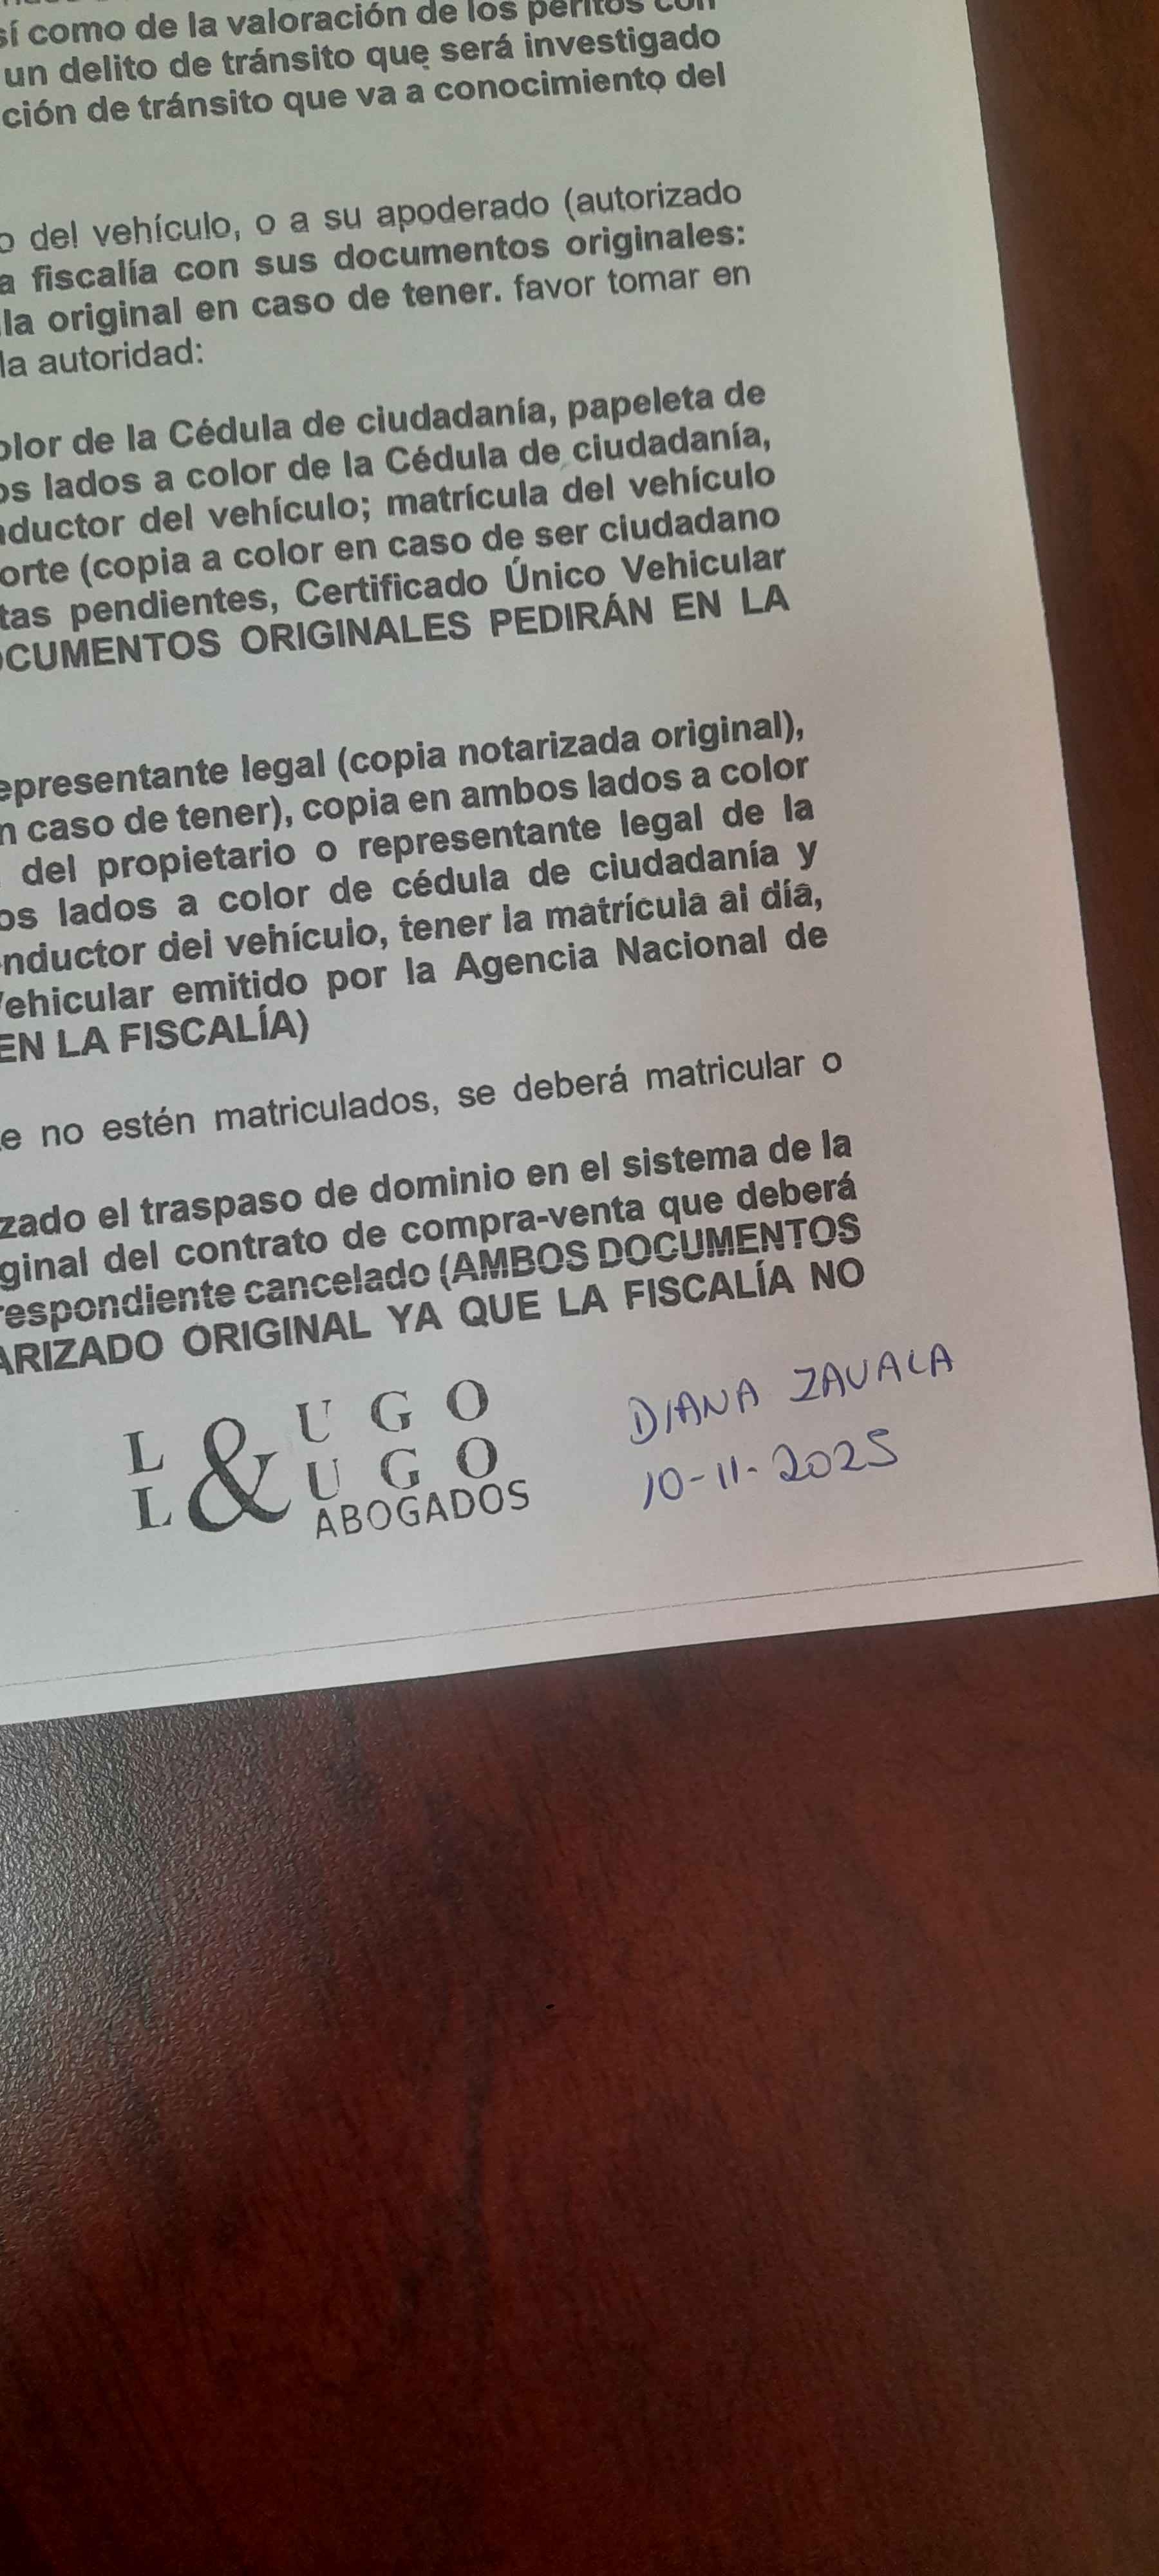 sí como de la valoración de los peritos con
un delito de tránsito que será investigado
ción de tránsito que va a conocimiento del
o del vehículo, o a su apoderado (autorizado
a fiscalía con sus documentos originales:
la original en caso de tener. favor tomar en
la autoridad:
olor de la Cédula de ciudadanía, papeleta de
os lados a color de la Cédula de ciudadanía,
nductor del vehículo; matrícula del vehículo
orte (copia a color en caso de ser ciudadano
tas pendientes, Certificado Único Vehicular
OCUMENTOS ORIGINALES PEDIRÁN EN LA
epresentante legal (copia notarizada original),
n caso de tener), copia en ambos lados a color
del propietario o representante legal de la
os lados a color de cédula de ciudadanía y
nductor del vehículo, tener la matrícula al día,
Vehicular emitido por la Agencia Nacional de
EN LA FISCALÍA)
e no estén matriculados, se deberá matricular o
zado el traspaso de dominio en el sistema de la
ginal del contrato de compra-venta que deberá
respondiente cancelado (AMBOS DOCUMENTOS
ARIZADO ORIGINAL YA QUE LA FISCALÍA NO
L & UGO
L UGO
ABOGADOS
DIANA ZAVALA
10-11-2025